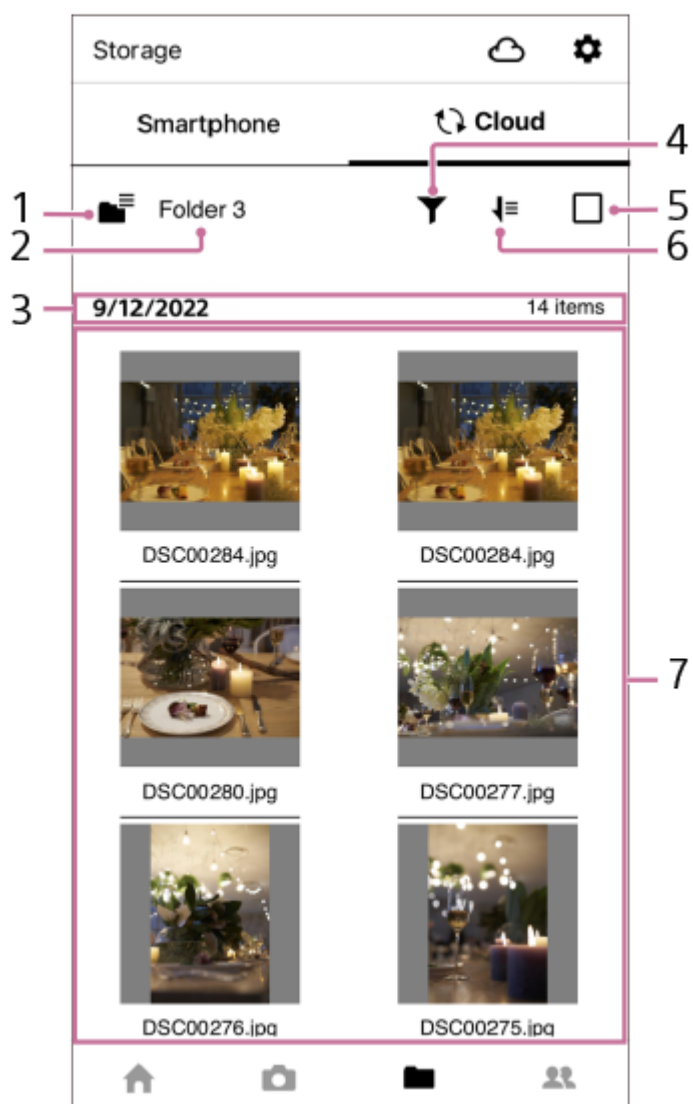 Storage
Smartphone Cloud
4
1 Folder 3 5
2 6
3 9/12/2022 14 items
DSC00284.jpg DSC00284.jpg
7
DSC00280.jpg DSC00277.jpg
DSC00276.jpg DSC00275.jpg